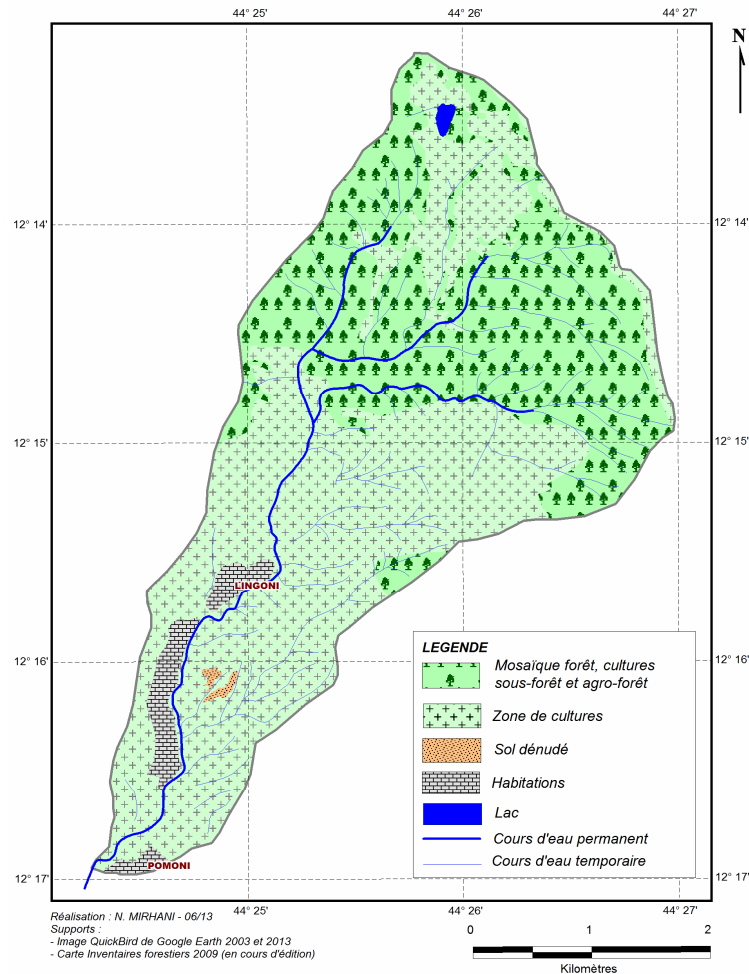 44° 25'
44° 26'
44° 27'
N
12° 14'
12° 14'
12° 15'
12° 15'
LINGONI
12° 16'
12° 16'
LEGENDE
Mosaïque forêt, cultures
sous-forêt et agro-forêt
Zone de cultures
Sol dénudé
Habitations
Lac
Cours d'eau permanent
Cours d'eau temporaire
POMONI
12° 17'
12° 17'
44° 25'
44° 26'
44° 27'
Réalisation : N. MIRHANI - 06/13
Supports :
- Image QuickBird de Google Earth 2003 et 2013
- Carte Inventaires forestiers 2009 (en cours d'édition)
0
1
2
Kilomètres